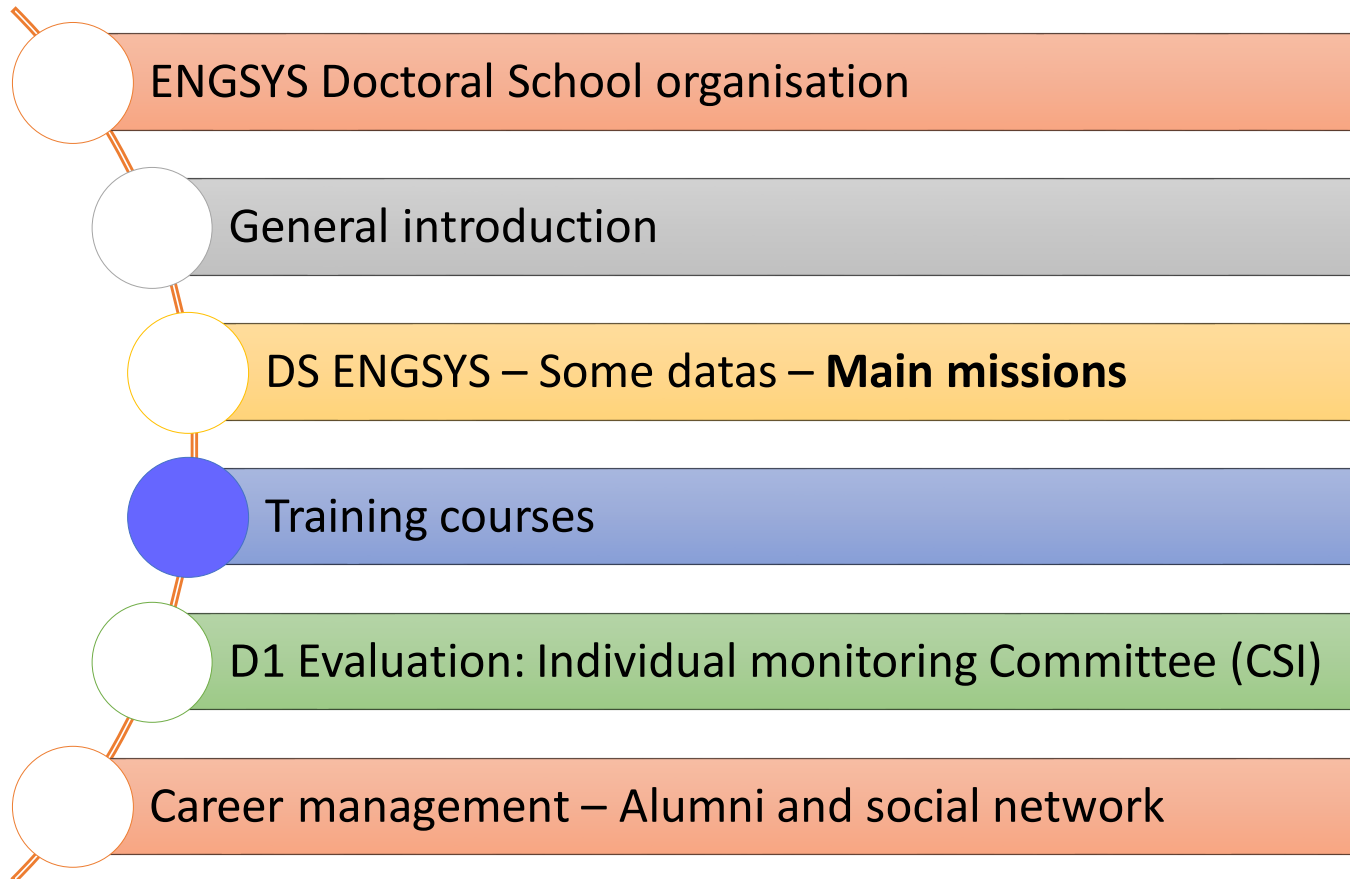 ENGSYS Doctoral School organisation
General introduction
DS ENGSYS – Some datas – Main missions
Training courses
D1 Evaluation: Individual monitoring Committee (CSI)
Career management – Alumni and social network